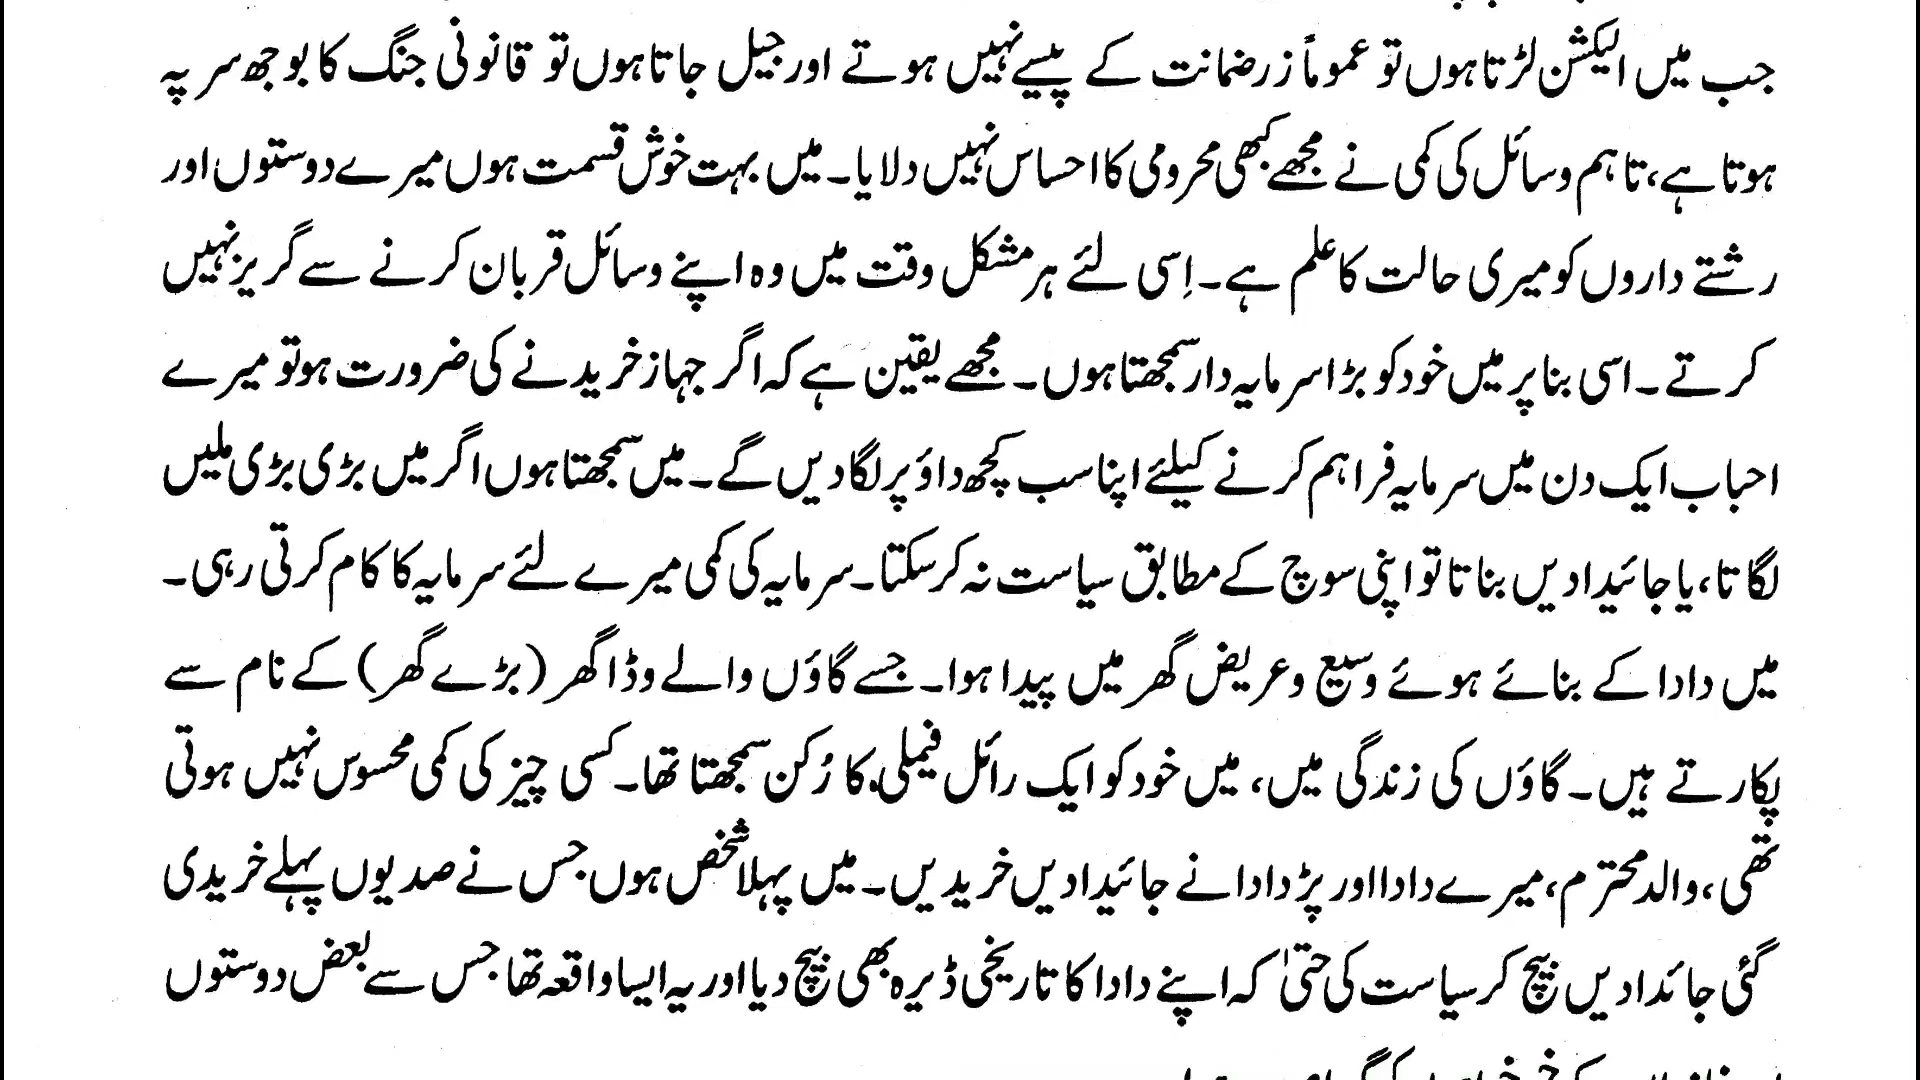 جب میں الیکشن لڑتا ہوں تو عموماً زرضمانت کے پیسے نہیں ہوتے اور جیل جاتا ہوں تو قانونی جنگ کا بوجھ سر پہ
ہوتا ہے، تاہم وسائل کی کمی نے مجھے کبھی محرومی کا احساس نہیں دلایا۔ میں بہت خوش قسمت ہوں میرے دوستوں اور
رشتے داروں کو میری حالت کا علم ہے۔ اِسی لئے ہر مشکل وقت میں وہ اپنے وسائل قربان کرنے سے گریز نہیں
کرتے۔ اسی بنا پر میں خود کو بڑا سرمایہ دار سمجھتا ہوں۔ مجھے یقین ہے کہ اگر جہاز خریدنے کی ضرورت ہو تو میرے
احباب ایک دن میں سرمایہ فراہم کرنے کیلئے اپنا سب کچھ داؤ پر لگا دیں گے۔ میں سمجھتا ہوں اگر میں بڑی بڑی ملیں
لگاتا، یا جائیدادیں بناتا تو اپنی سوچ کے مطابق سیاست نہ کر سکتا۔ سرمایہ کی کمی میرے لئے سرمایہ کا کام کرتی رہی۔
میں دادا کے بنائے ہوئے وسیع و عریض گھر میں پیدا ہوا۔ جسے گاؤں والے وڈا گھر (بڑے گھر) کے نام سے
پکارتے ہیں۔ گاؤں کی زندگی میں، میں خود کو ایک رائل فیملی کا رُکن سمجھتا تھا۔ کسی چیز کی کمی محسوس نہیں ہوتی
تھی، والد محترم، میرے دادا اور پڑدادا نے جائیدادیں خریدیں۔ میں پہلا شخص ہوں جس نے صدیوں پہلے خریدی
گئی جائدادیں بیچ کر سیاست کی حتیٰ کہ اپنے دادا کا تاریخی ڈیرہ بھی بیچ دیا اور یہ ایسا واقعہ تھا جس سے بعض دوستوں